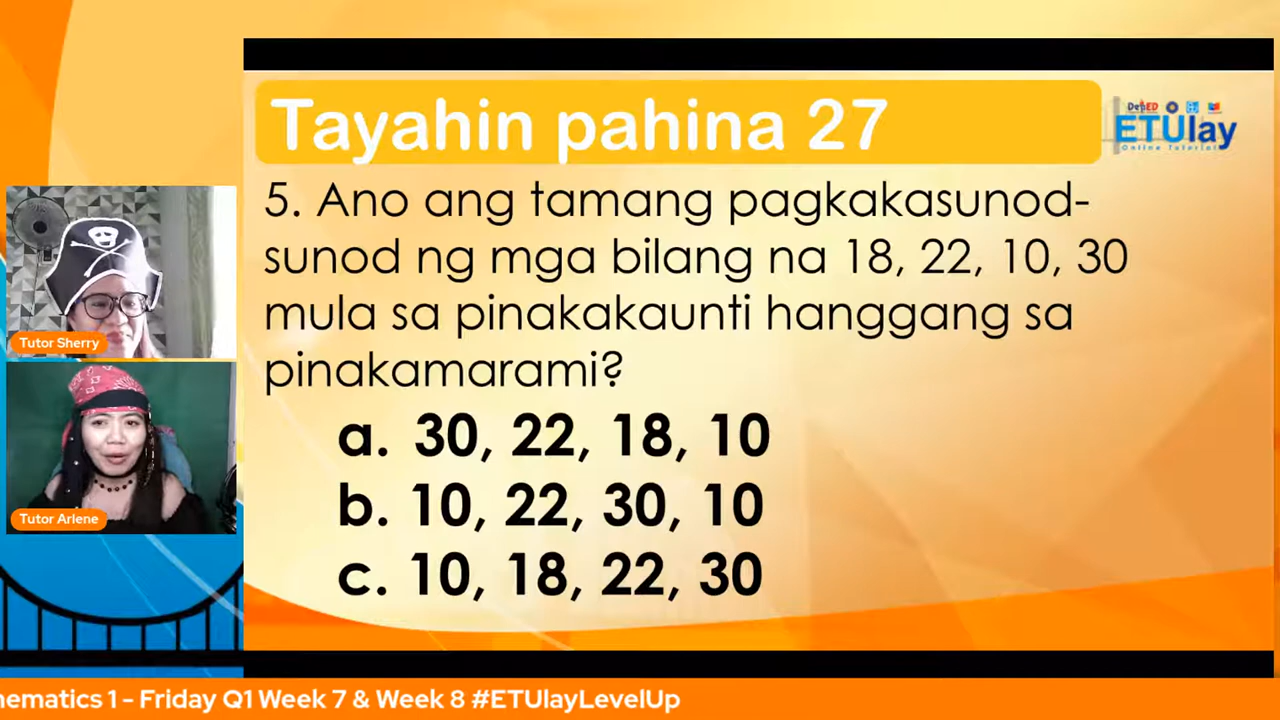 Tayahin pahina 27
DepED
ETUlay
Online Tutorial
5. Ano ang tamang pagkakasunod-
sunod ng mga bilang na 18, 22, 10, 30
mula sa pinakakaunti hanggang sa
pinakamarami?
a. 30, 22, 18, 10
b. 10, 22, 30, 10
c. 10, 18, 22, 30
Tutor Sherry
Tutor Arlene
hematics 1 - Friday Q1 Week 7 & Week 8 #ETUlayLevelUp